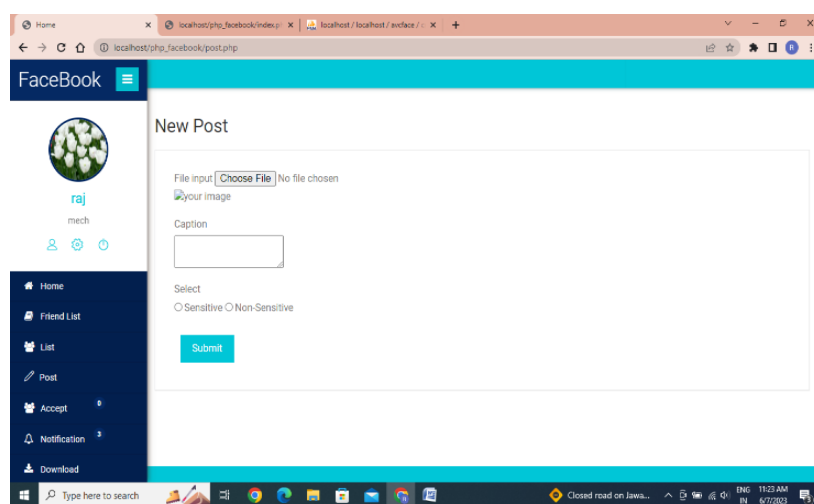 Home
localhost/php_facebook/index.p
localhost / localhost / avcface /
localhost/php_facebook/post.php
R
FaceBook
raj
mech
Home
Friend List
List
Post
Accept 0
Notification 3
Download
New Post
File input Choose File No file chosen
your image
Caption
Select
Sensitive Non-Sensitive
Submit
Type here to search
Closed road on Jawa...
ENG
IN
11:23 AM
6/7/2023